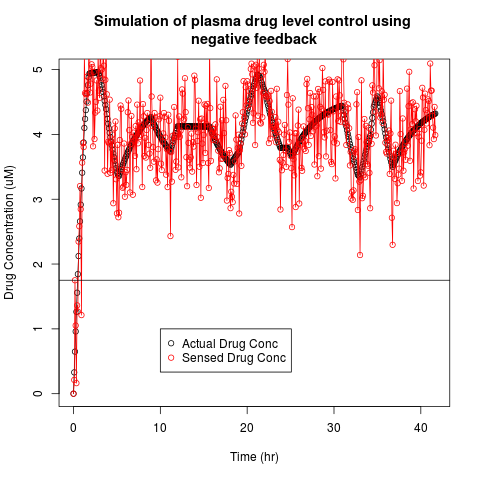 Simulation of plasma drug level control using
negative feedback
Drug Concentration (uM)
5
4
3
2
1
0
Actual Drug Conc
Sensed Drug Conc
0 10 20 30 40
Time (hr)